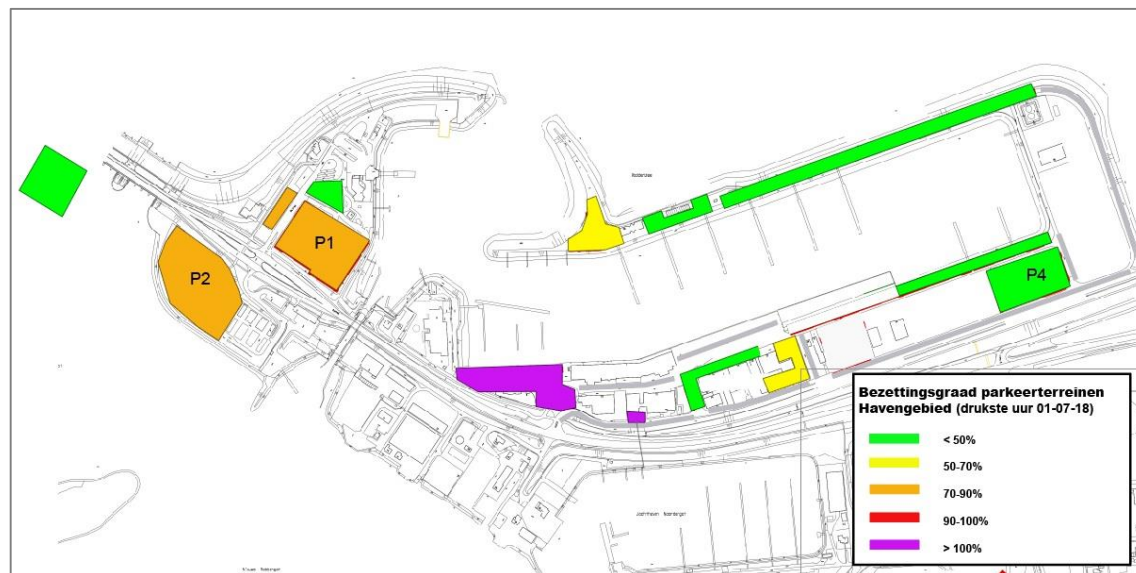 Noordzee
P1
P2
P4
Bezettingsgraad parkeerterreinen
Havengebied (drukste uur 01-07-18)
< 50%
50-70%
70-90%
90-100%
> 100%